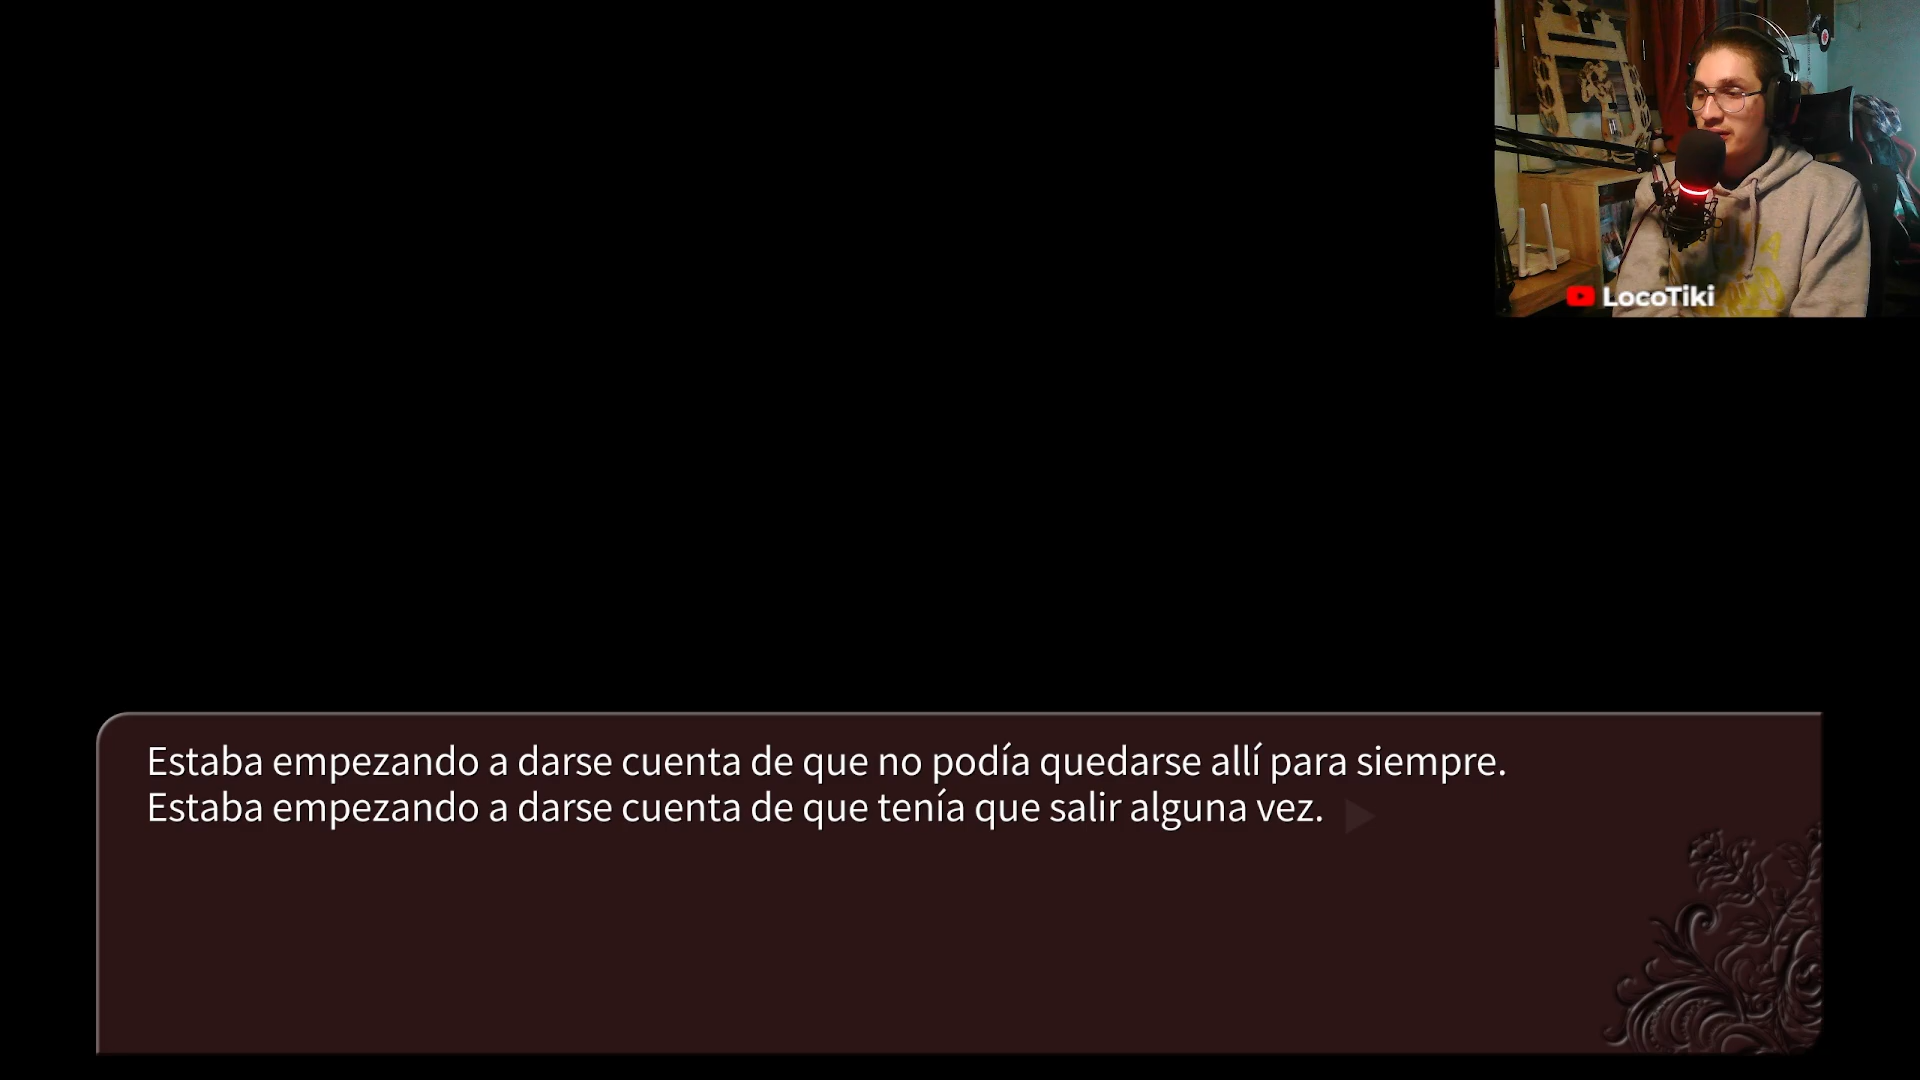 LocoTiki
Estaba empezando a darse cuenta de que no podía quedarse allí para siempre.
Estaba empezando a darse cuenta de que tenía que salir alguna vez.